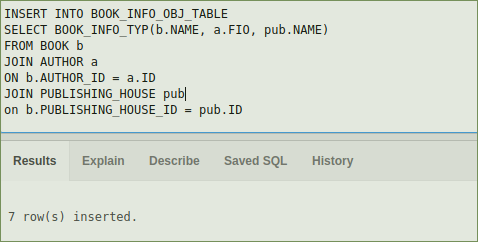 INSERT INTO BOOK_INFO_OBJ_TABLE
SELECT BOOK_INFO_TYP(b.NAME, a.FIO, pub.NAME)
FROM BOOK b
JOIN AUTHOR a
ON b.AUTHOR_ID = a.ID
JOIN PUBLISHING_HOUSE pub
on b.PUBLISHING_HOUSE_ID = pub.ID
Results Explain Describe Saved SQL History
7 row(s) inserted.